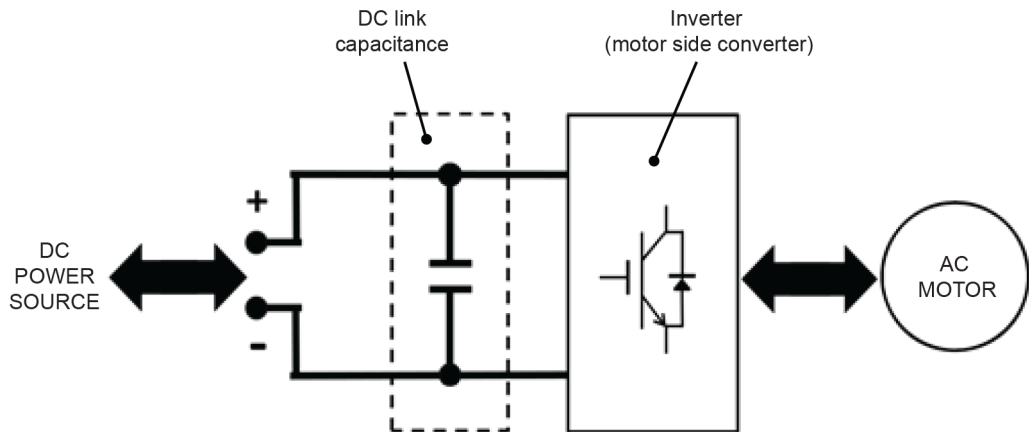 DC link
capacitance
Inverter
(motor side converter)
+
-
DC
POWER
SOURCE
AC
MOTOR